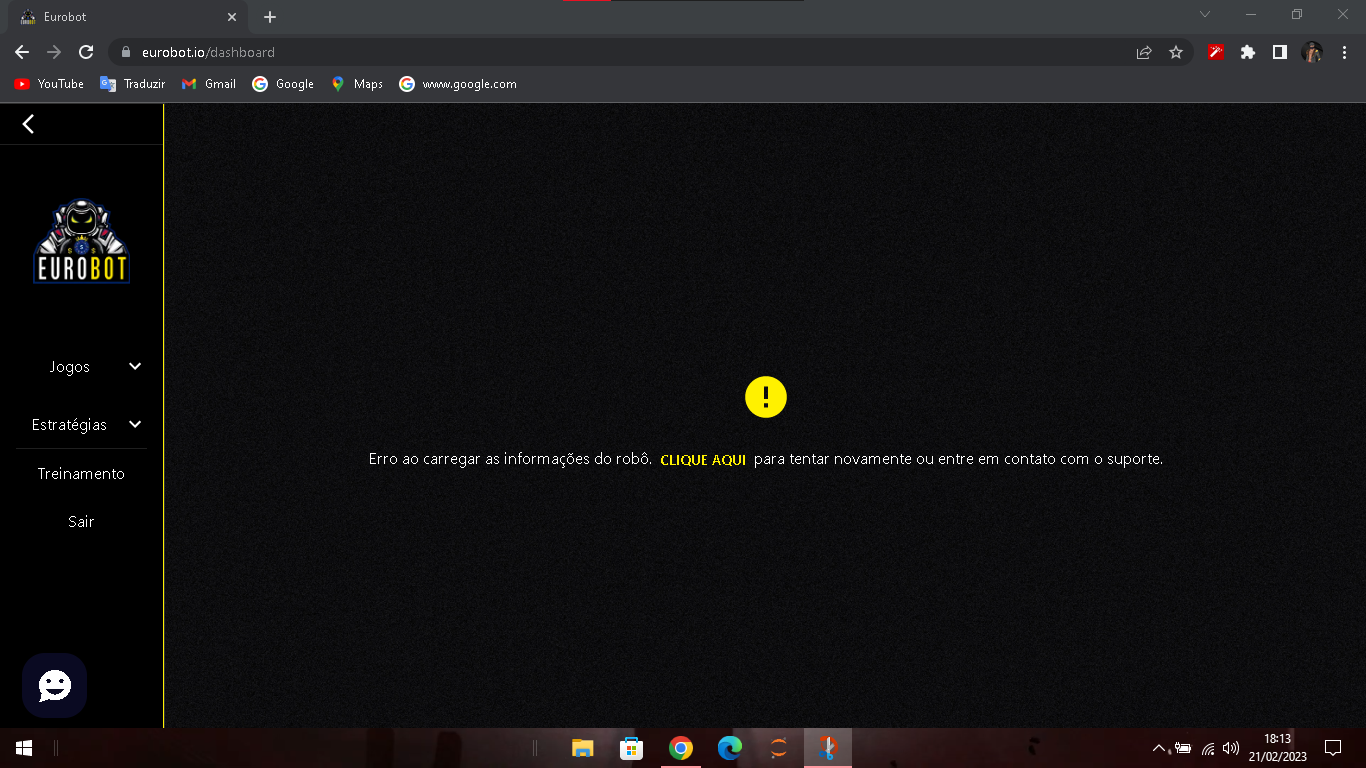 Eurobot
eurobot.io/dashboard
YouTube Traduzir Gmail Google Maps www.google.com
EUROBOT
Jogos
Estratégias
Treinamento
Sair
Erro ao carregar as informações do robô. CLIQUE AQUI para tentar novamente ou entre em contato com o suporte.
18:13
21/02/2023